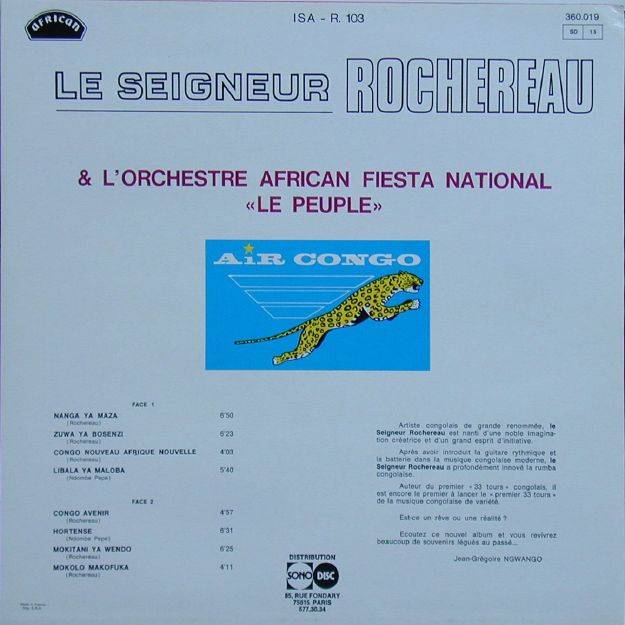 AFRICAN
ISA - R. 103
360.019
SD 13
LE SEIGNEUR ROCHEREAU
& L'ORCHESTRE AFRICAN FIESTA NATIONAL
«LE PEUPLE»
AiR CONGO
FACE 1
NANGA YA MAZA 6'50
(Rochereau)
ZUWA YA BOSENZI 6'23
(Rochereau)
CONGO NOUVEAU AFRIQUE NOUVELLE 4'03
(Rochereau)
LIBALA YA MALOBA 5'40
(Ndombe Pepe)
FACE 2
CONGO AVENIR 4'57
(Rochereau)
HORTENSE 6'31
(Ndombe Pepe)
MOKITANI YA WENDO 6'25
(Rochereau)
MOKOLO MAKOFUKA 4'11
(Rochereau)
Artiste congolais de grande renommée, le
Seigneur Rochereau est nanti d'une noble imagina-
tion créatrice et d'un grand esprit d'initiative.
Après avoir introduit la guitare rythmique et
la batterie dans la musique congolaise moderne, le
Seigneur Rochereau a profondément innové la rumba
congolaise.
Auteur du premier « 33 tours » congolais, il
est encore le premier à lancer le « premier 33 tours »
de la musique congolaise de variété.
Est-ce un rêve ou une réalité ?
Ecoutez ce nouvel album et vous revivrez
beaucoup de souvenirs légués au passé...
Jean-Grégoire NGWANGO
DISTRIBUTION
SONO DISC
85, RUE FONDARY
75015 PARIS
577.30.34